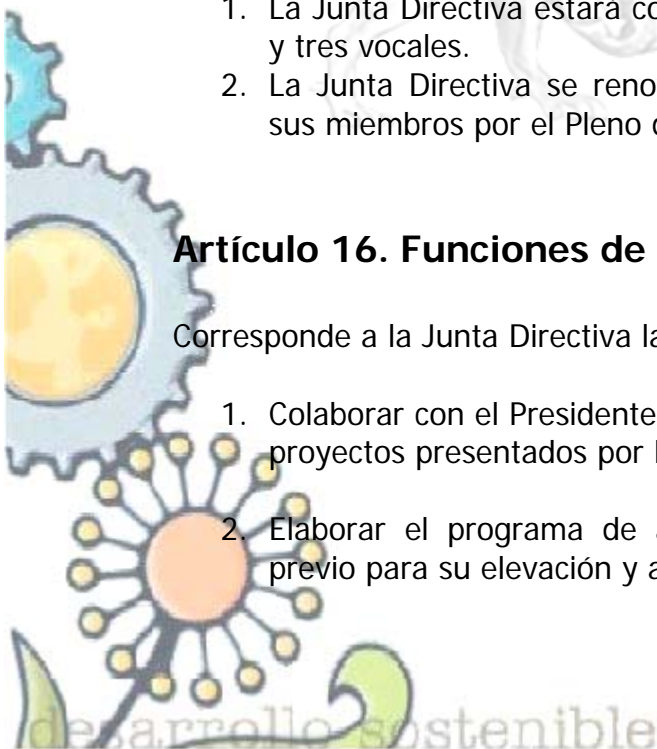 1. La Junta Directiva estará co
y tres vocales.
2. La Junta Directiva se reno
sus miembros por el Pleno
Artículo 16. Funciones de
Corresponde a la Junta Directiva la
1. Colaborar con el Presidente
proyectos presentados por l
2. Elaborar el programa de a
previo para su elevación y a
desarrollo sostenible